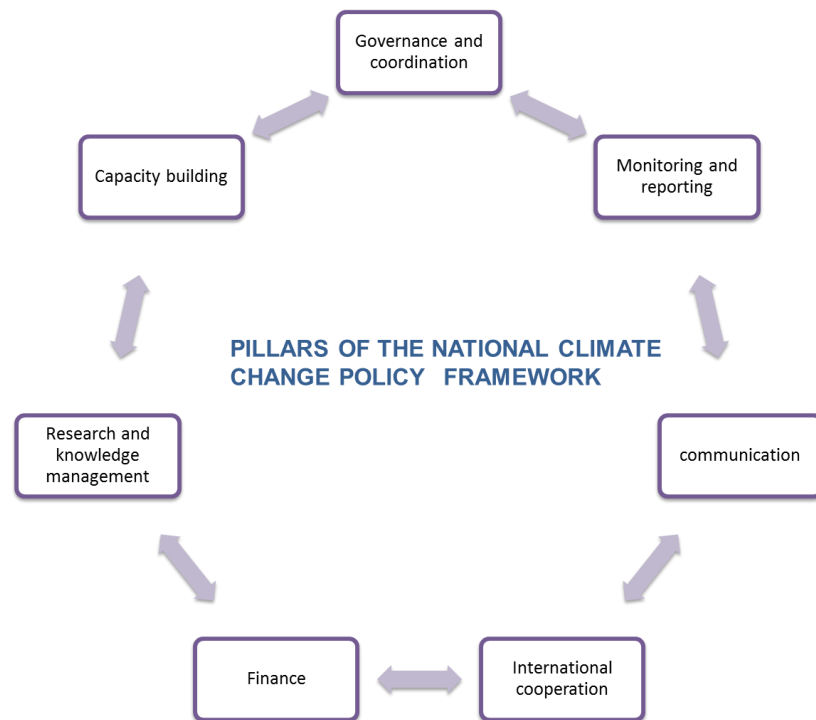 Governance and
coordination
Capacity building
Monitoring and
reporting
PILLARS OF THE NATIONAL CLIMATE
CHANGE POLICY FRAMEWORK
Research and
knowledge
management
communication
Finance
International
cooperation